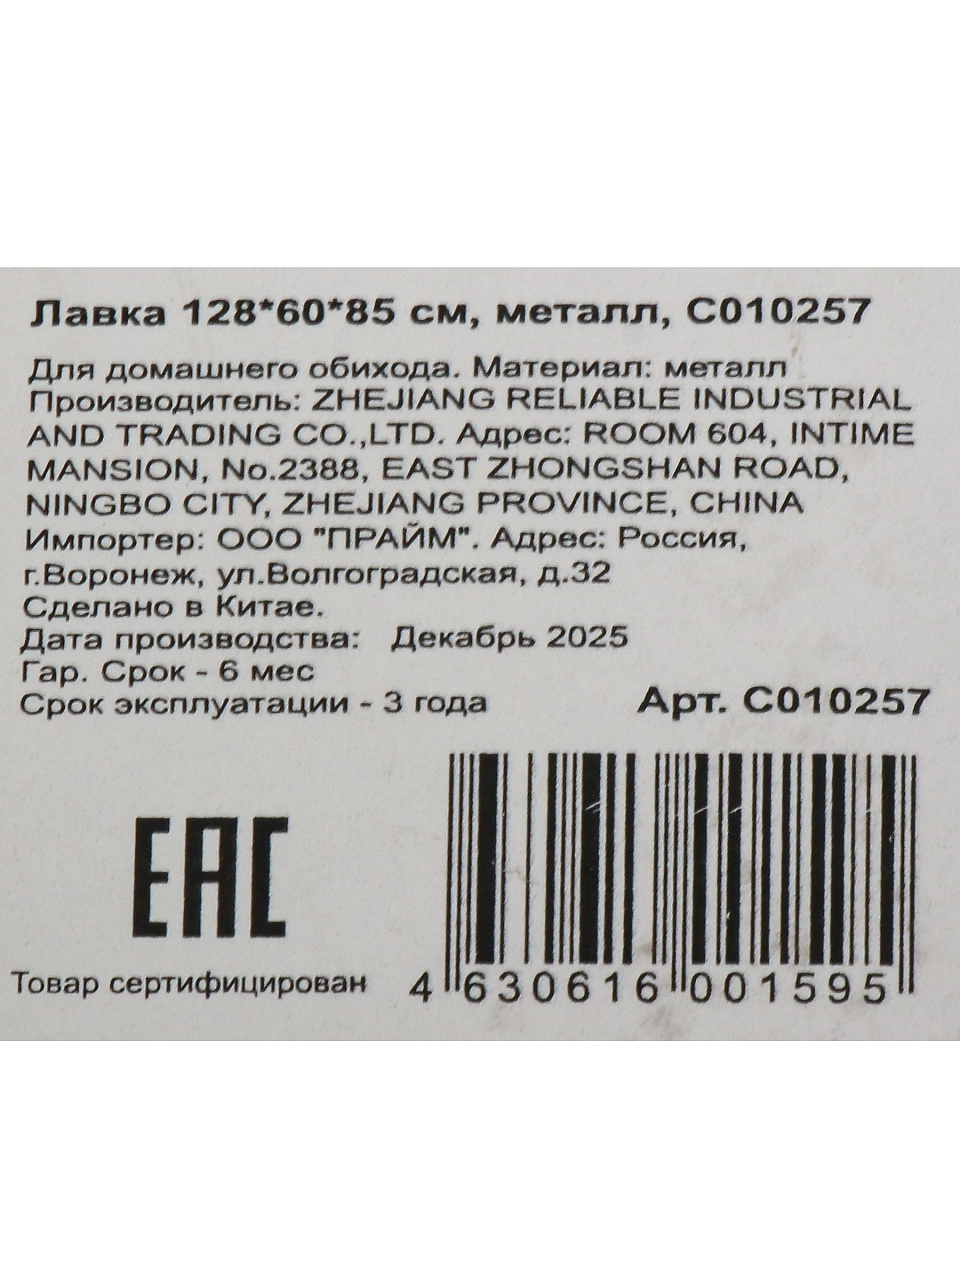 Лавка 128*60*85 см, металл, С010257
Для домашнего обихода. Материал: металл
Производитель: ZHEJIANG RELIABLE INDUSTRIAL
AND TRADING CO.,LTD. Адрес: ROOM 604, INTIME
MANSION, No.2388, EAST ZHONGSHAN ROAD,
NINGBO CITY, ZHEJIANG PROVINCE, CHINA
Импортер: ООО "ПРАЙМ". Адрес: Россия,
г.Воронеж, ул.Волгоградская, д.32
Сделано в Китае.
Дата производства: Декабрь 2025
Гар. Срок - 6 мес
Срок эксплуатации - 3 года
Арт. С010257
EAC
Товар сертифицирован
4 630616 001595